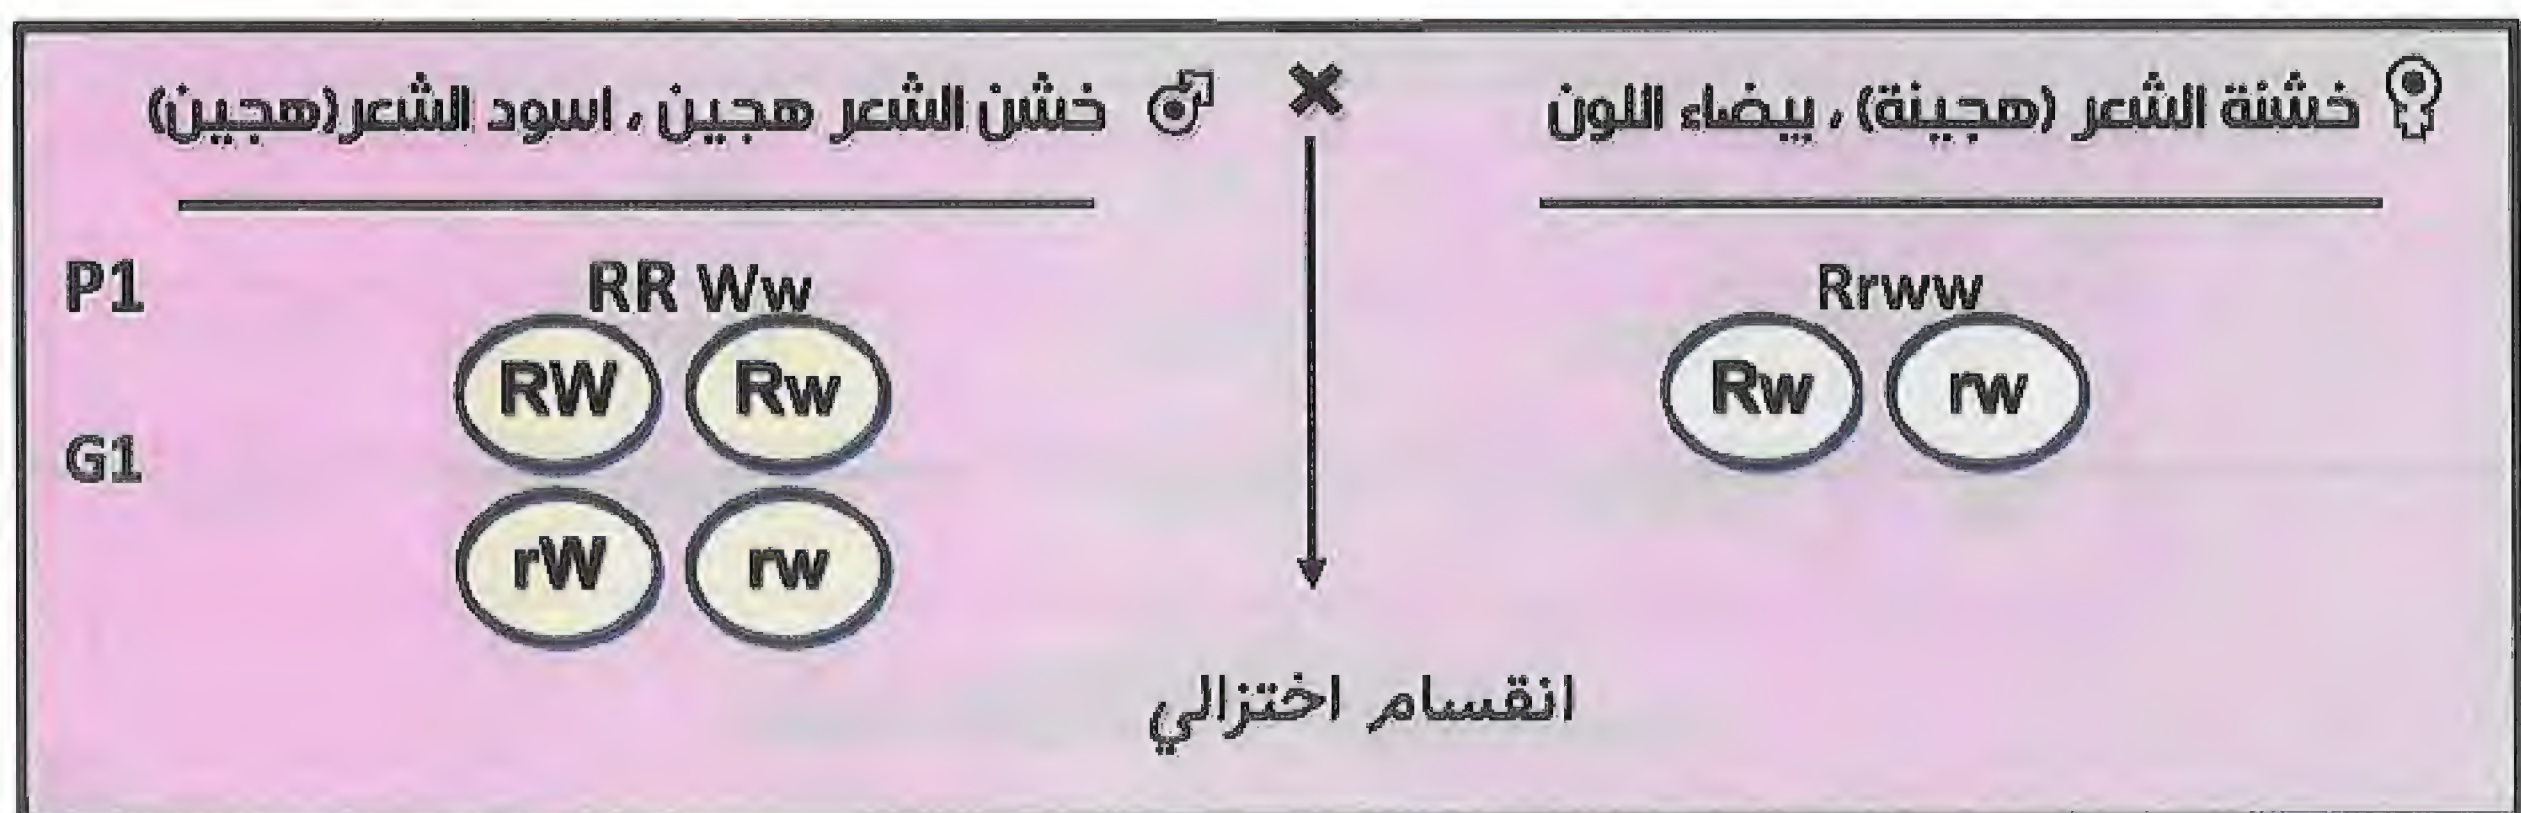 خشنة الشعر (هجينة) ، بيضاء اللون × خشن الشعر هجين ، اسود الشعر(هجين)
P1 RR Ww Rrww
RW Rw Rw rw
G1
rW rw
انقسام اختزالي